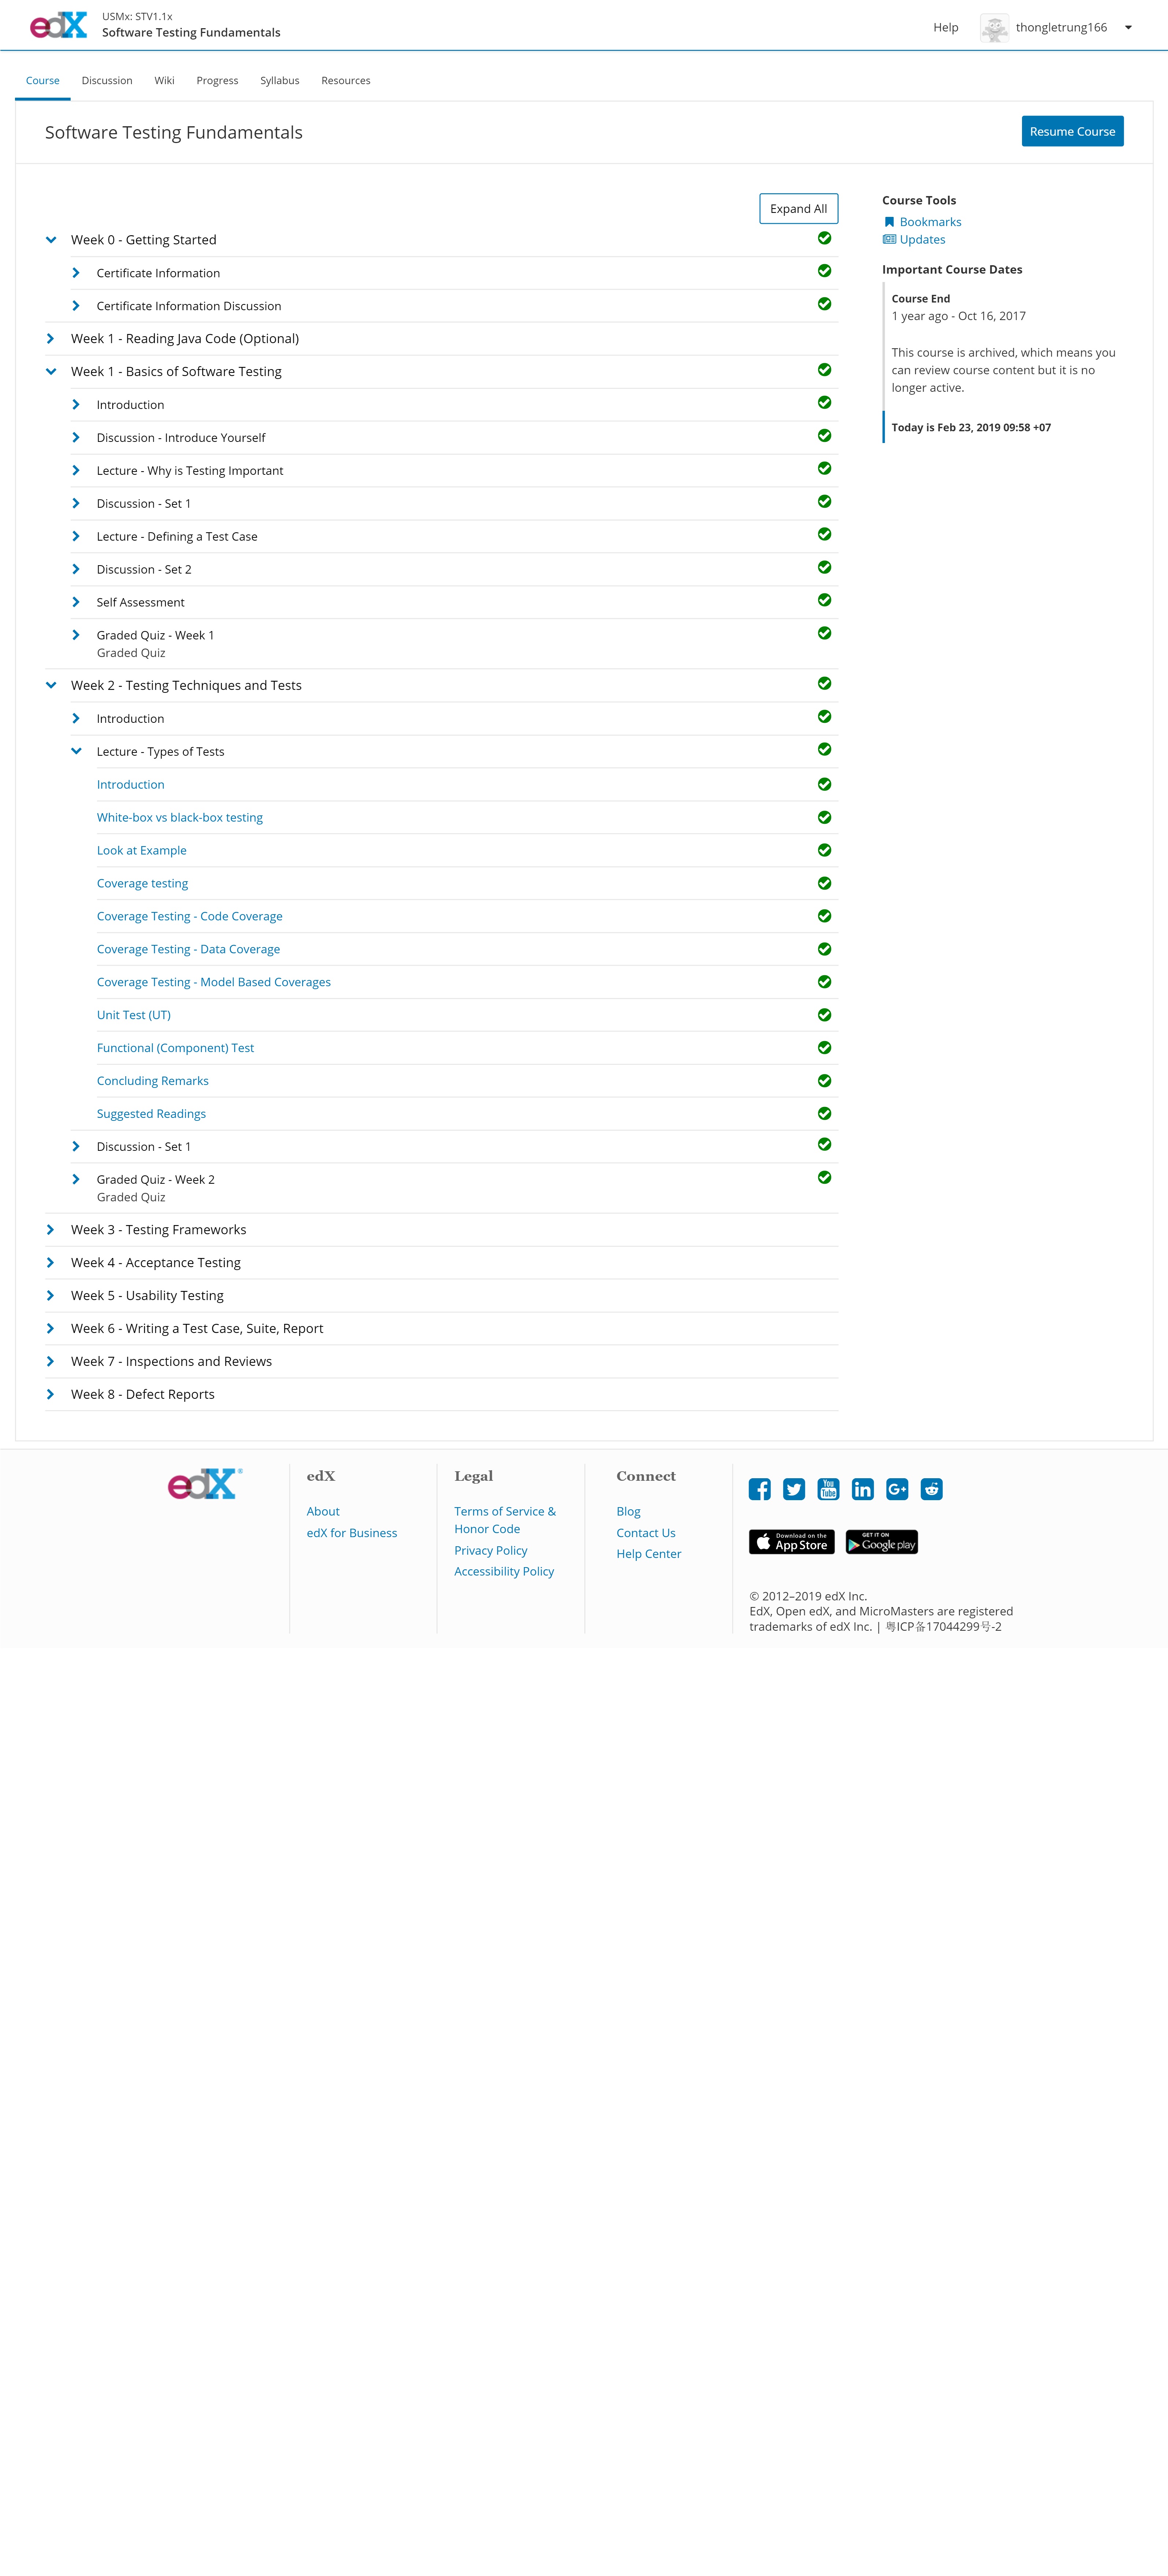 edX
USMx: STV1.1x
Software Testing Fundamentals
Help
thongletrung166
Course
Discussion
Wiki
Progress
Syllabus
Resources
Software Testing Fundamentals
Resume Course
Expand All
Week 0 - Getting Started
Certificate Information
Certificate Information Discussion
Week 1 - Reading Java Code (Optional)
Week 1 - Basics of Software Testing
Introduction
Discussion - Introduce Yourself
Lecture - Why is Testing Important
Discussion - Set 1
Lecture - Defining a Test Case
Discussion - Set 2
Self Assessment
Graded Quiz - Week 1
Graded Quiz
Week 2 - Testing Techniques and Tests
Introduction
Lecture - Types of Tests
Introduction
White-box vs black-box testing
Look at Example
Coverage testing
Coverage Testing - Code Coverage
Coverage Testing - Data Coverage
Coverage Testing - Model Based Coverages
Unit Test (UT)
Functional (Component) Test
Concluding Remarks
Suggested Readings
Discussion - Set 1
Graded Quiz - Week 2
Graded Quiz
Week 3 - Testing Frameworks
Week 4 - Acceptance Testing
Week 5 - Usability Testing
Week 6 - Writing a Test Case, Suite, Report
Week 7 - Inspections and Reviews
Week 8 - Defect Reports
Course Tools
Bookmarks
Updates
Important Course Dates
Course End
1 year ago - Oct 16, 2017
This course is archived, which means you
can review course content but it is no
longer active.
Today is Feb 23, 2019 09:58 +07
edX®
edX
About
edX for Business
Legal
Terms of Service &
Honor Code
Privacy Policy
Accessibility Policy
Connect
Blog
Contact Us
Help Center
You
Tube
in
G+
Download on the
App Store
GET IT ON
Google play
© 2012–2019 edX Inc.
EdX, Open edX, and MicroMasters are registered
trademarks of edX Inc. | 粤ICP备17044299号-2